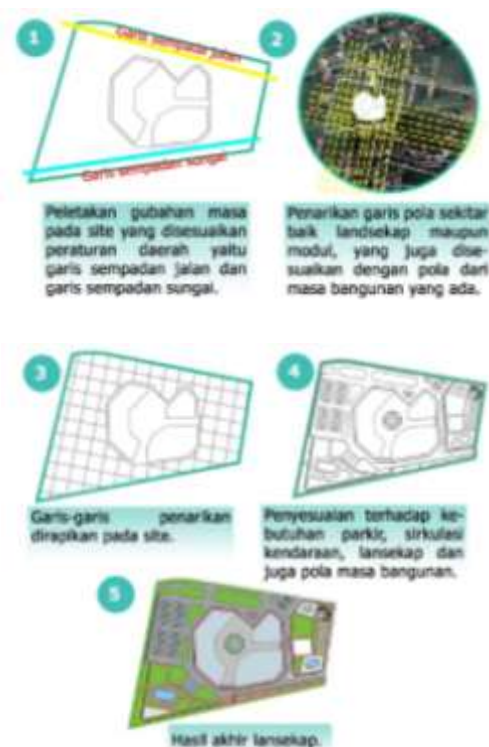 1
Garis sempadan jalan
Garis sempadan sungai
Peletakan gubahan masa
pada site yang disesuaikan
peraturan daerah yaitu
garis sempadan jalan dan
garis sempadan sungai.
2
Penarikan garis pola sekitar
baik landsekap maupun
modul, yang juga dise-
suaikan dengan pola dari
masa bangunan yang ada.
3
Garis-garis penarikan
dirapikan pada site.
4
Penyesuaian terhadap ke-
butuhan parkir, sirkulasi
kendaraan, lansekap dan
juga pola masa bangunan.
5
Hasil akhir lansekap.